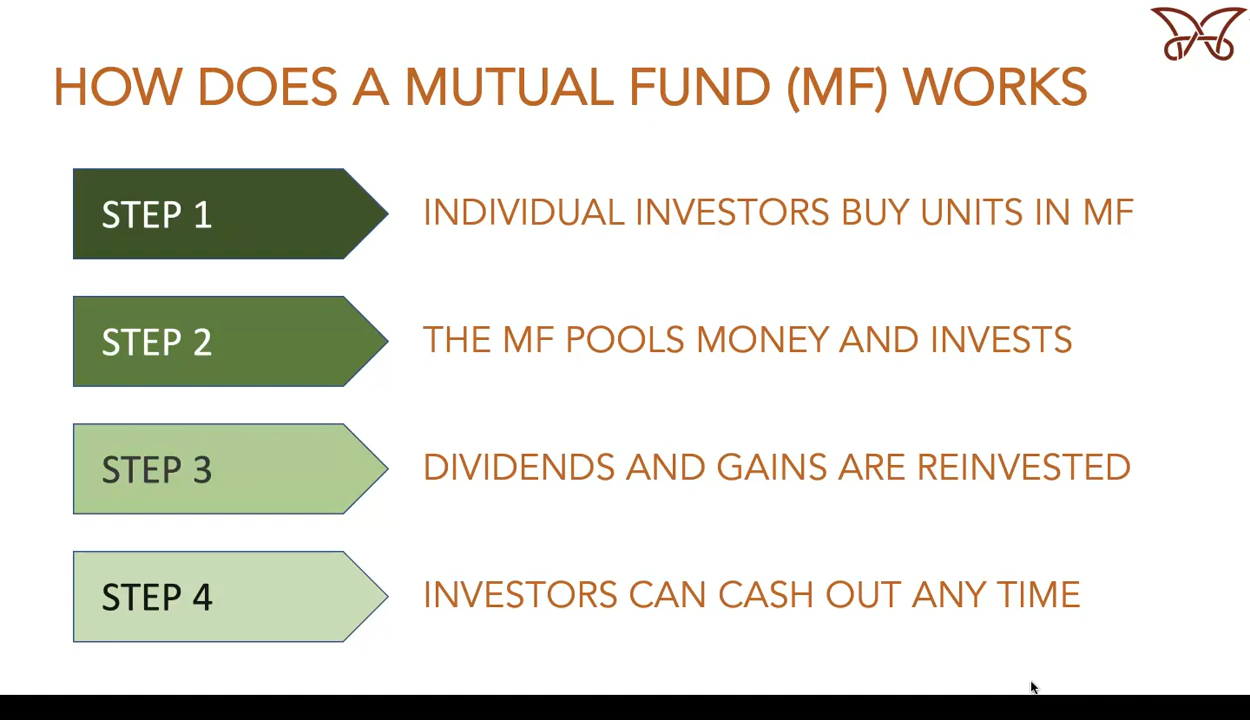 HOW DOES A MUTUAL FUND (MF) WORKS
STEP 1
INDIVIDUAL INVESTORS BUY UNITS IN MF
STEP 2
THE MF POOLS MONEY AND INVESTS
STEP 3
DIVIDENDS AND GAINS ARE REINVESTED
STEP 4
INVESTORS CAN CASH OUT ANY TIME